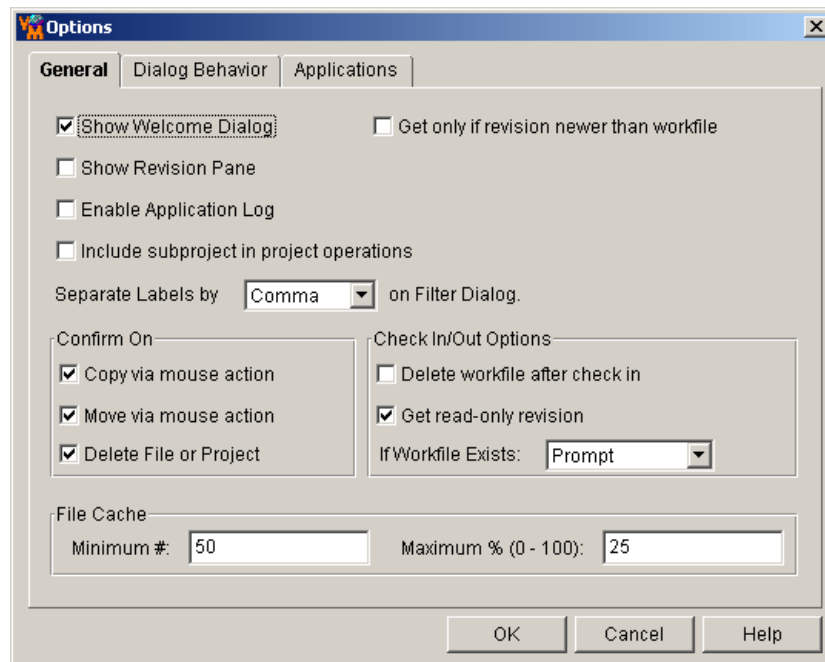 VM Options
General Dialog Behavior Applications
Show Welcome Dialog Get only if revision newer than workfile
Show Revision Pane
Enable Application Log
Include subproject in project operations
Separate Labels by Comma on Filter Dialog.
Confirm On Check In/Out Options
Copy via mouse action Delete workfile after check in
Move via mouse action Get read-only revision
Delete File or Project If Workfile Exists: Prompt
File Cache
Minimum #: 50 Maximum % (0 - 100): 25
OK Cancel Help